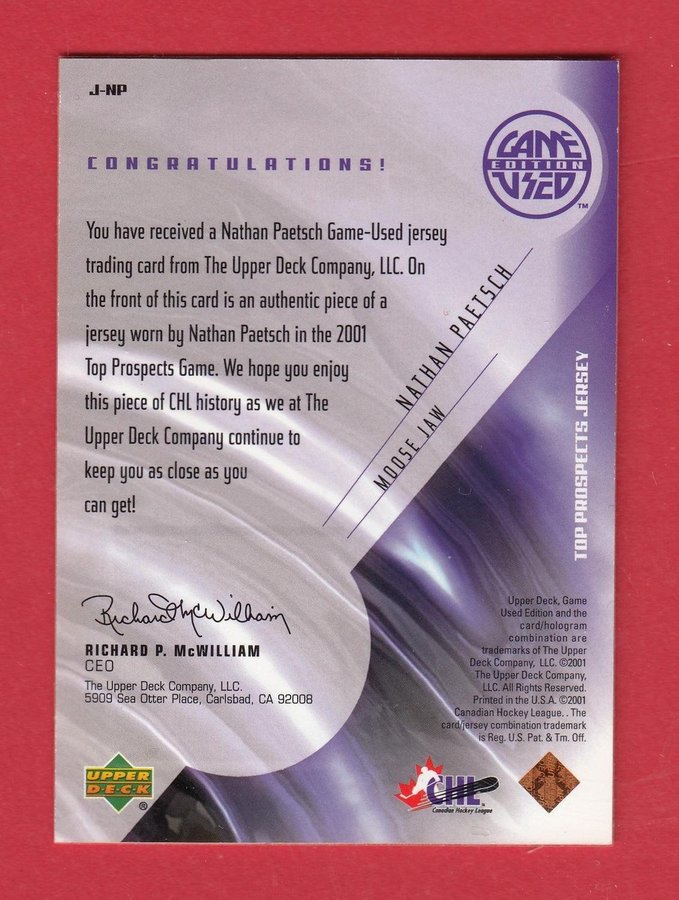 J-NP
CONGRATULATIONS!
GAME
EDITION
USED
TM
You have received a Nathan Paetsch Game-Used jersey
trading card from The Upper Deck Company, LLC. On
the front of this card is an authentic piece of a
jersey worn by Nathan Paetsch in the 2001
Top Prospects Game. We hope you enjoy
this piece of CHL history as we at The
Upper Deck Company continue to
keep you as close as you
can get!
NATHAN PAETSCH
MOOSE JAW
TOP PROSPECTS JERSEY
Richard McWilliam
RICHARD P. McWILLIAM
CEO
The Upper Deck Company, LLC.
5909 Sea Otter Place, Carlsbad, CA 92008
Upper Deck, Game
Used Edition and the
card/hologram
combination are
trademarks of The Upper
Deck Company, LLC. ©2001
The Upper Deck Company,
LLC. All Rights Reserved.
Printed in the U.S.A. ©2001
Canadian Hockey League. . The
card/jersey combination trademark
is Reg. U.S. Pat. & Tm. Off.
UPPER
DECK
®
CHL
Canadian Hockey League